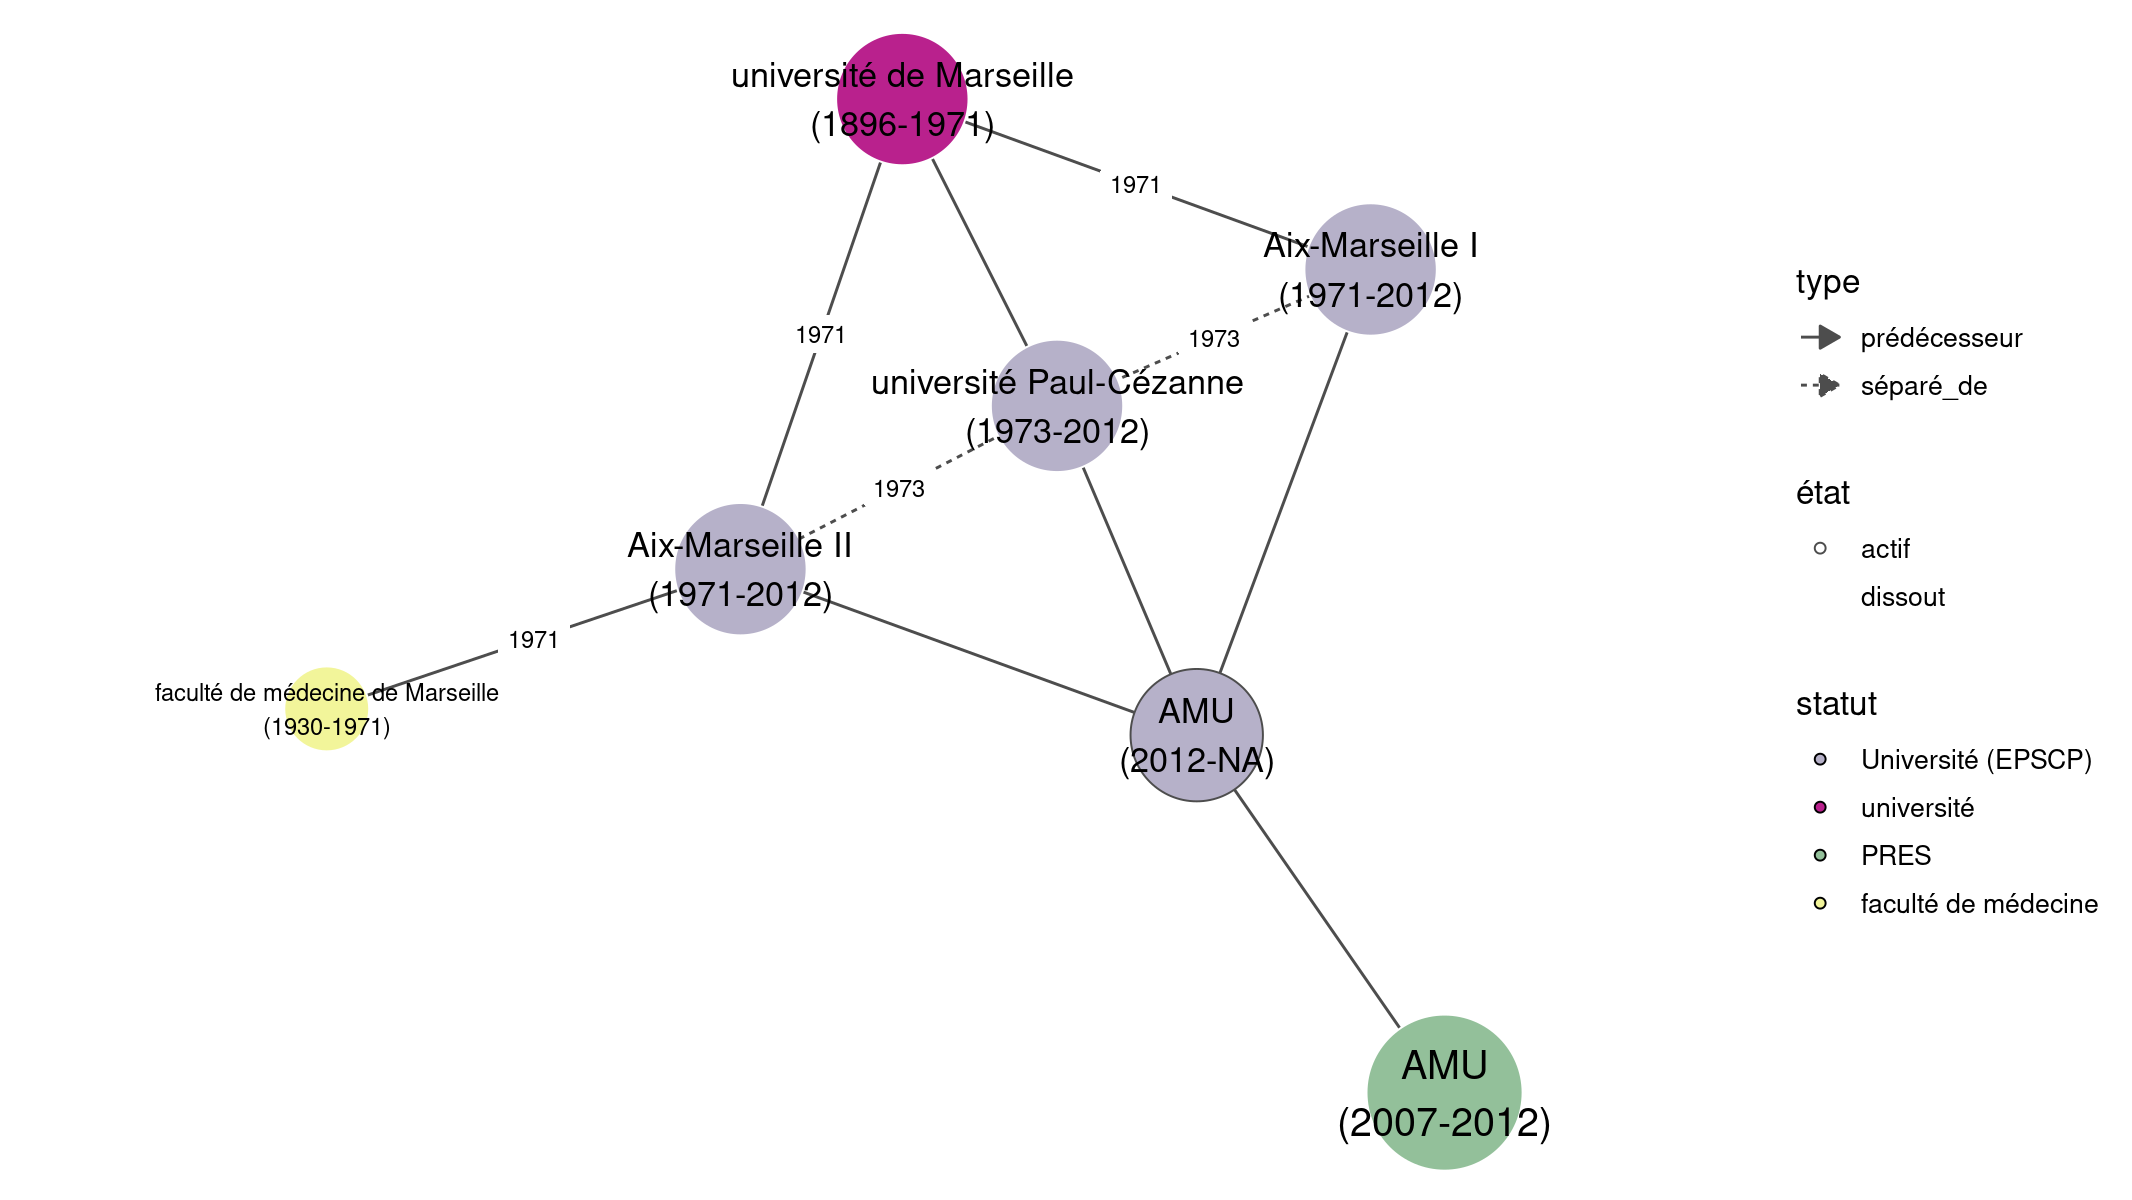 université de Marseille
(1896-1971)
1971
Aix-Marseille I
(1971-2012)
1971
1973
université Paul-Cézanne
(1973-2012)
1973
Aix-Marseille II
(1971-2012)
1971
faculté de médecine de Marseille
(1930-1971)
AMU
(2012-NA)
AMU
(2007-2012)
type
prédécesseur
séparé_de
état
actif
dissout
statut
Université (EPSCP)
université
PRES
faculté de médecine